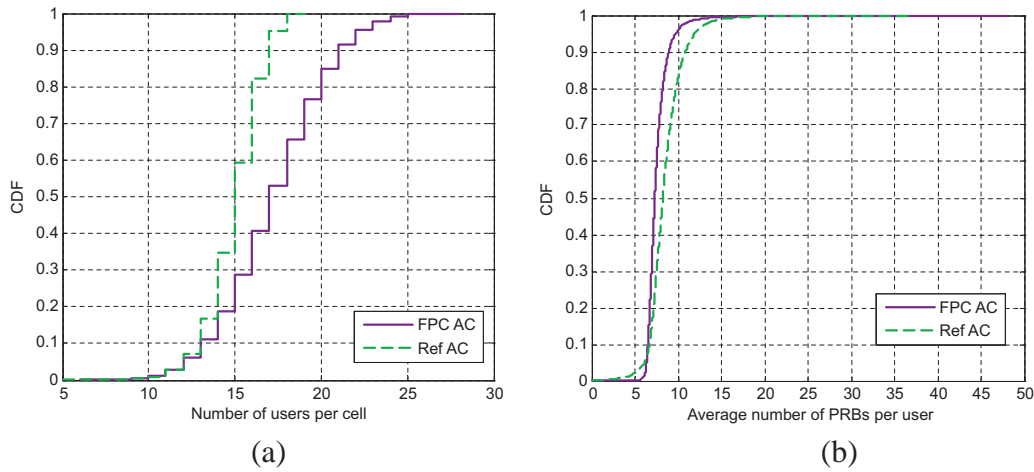 1
0.9
0.8
0.7
0.6
0.5
0.4
0.3
0.2
0.1
0
CDF
5 10 15 20 25 30
Number of users per cell
FPC AC
Ref AC
(a)
1
0.9
0.8
0.7
0.6
0.5
0.4
0.3
0.2
0.1
0
CDF
0 5 10 15 20 25 30 35 40 45 50
Average number of PRBs per user
FPC AC
Ref AC
(b)